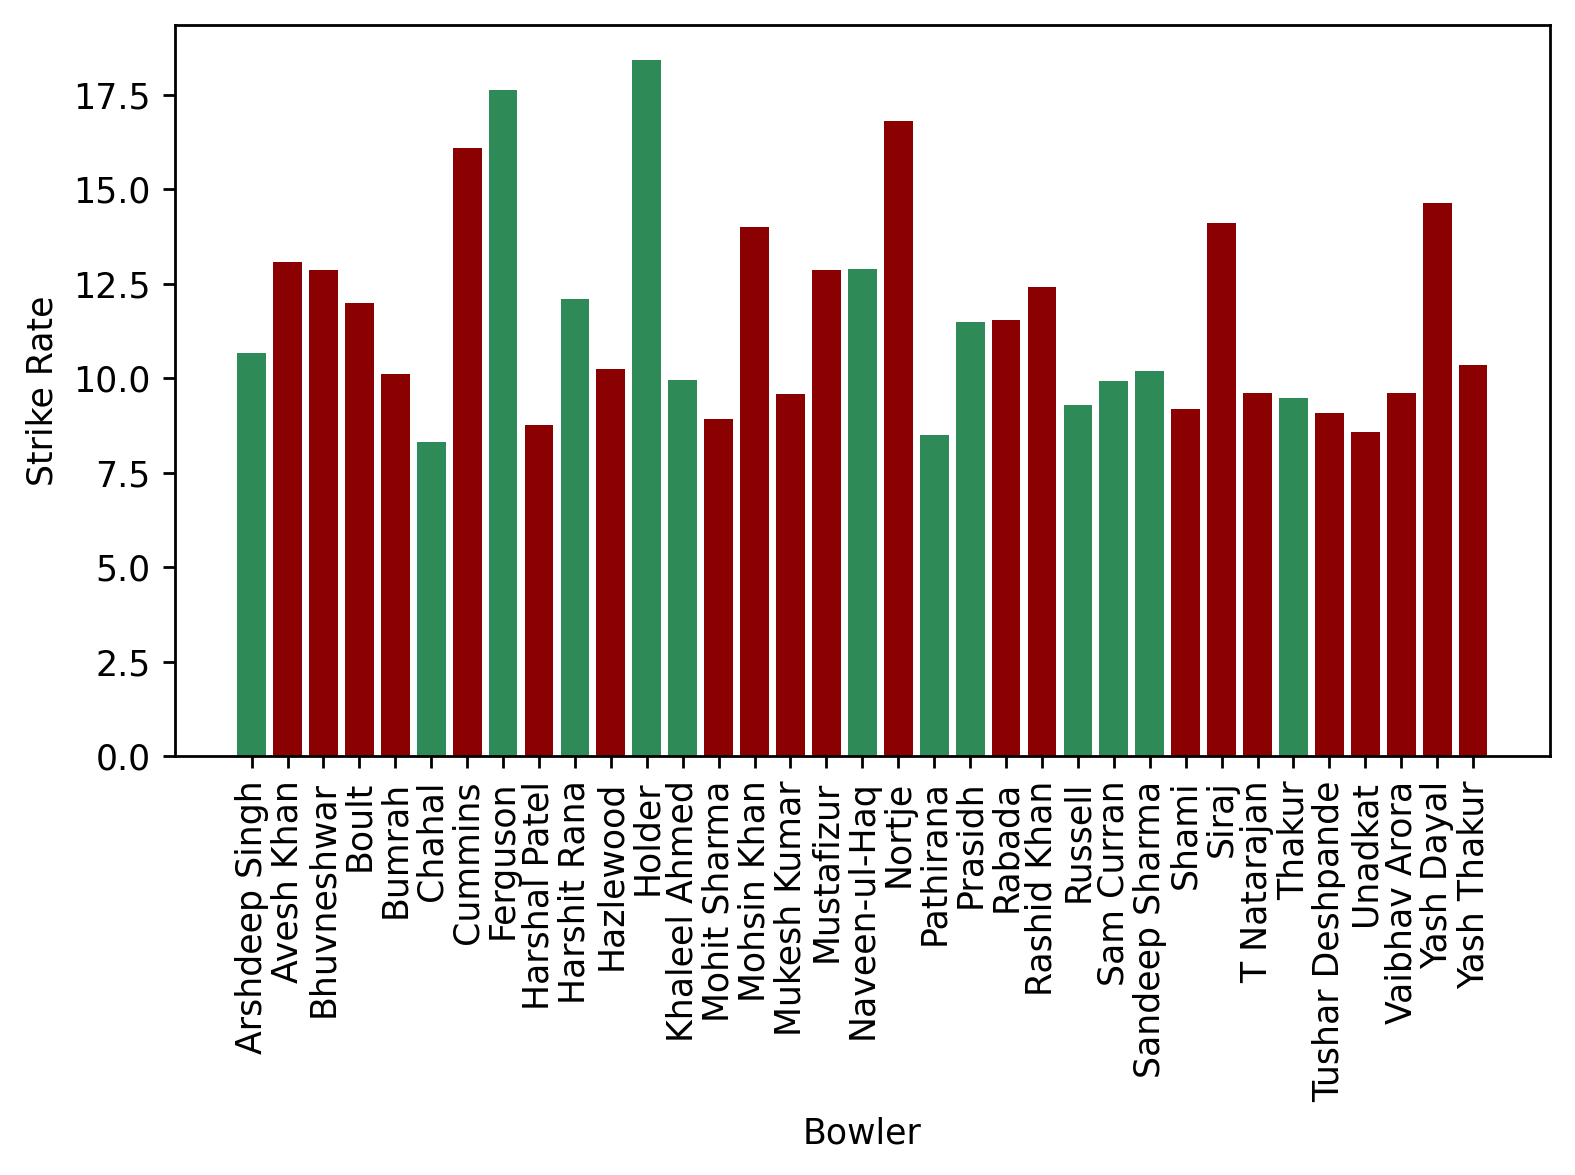 17.5
15.0
12.5
10.0
7.5
5.0
2.5
0.0
Strike Rate
Arshdeep Singh
Avesh Khan
Bhuvneshwar
Boult
Bumrah
Chahal
Cummins
Ferguson
Harshal Patel
Harshit Rana
Hazlewood
Holder
Khaleel Ahmed
Mohit Sharma
Mohsin Khan
Mukesh Kumar
Mustafizur
Naveen-ul-Haq
Nortje
Pathirana
Prasidh
Rabada
Rashid Khan
Russell
Sam Curran
Sandeep Sharma
Shami
Siraj
T Natarajan
Thakur
Tushar Deshpande
Unadkat
Vaibhav Arora
Yash Dayal
Yash Thakur
Bowler